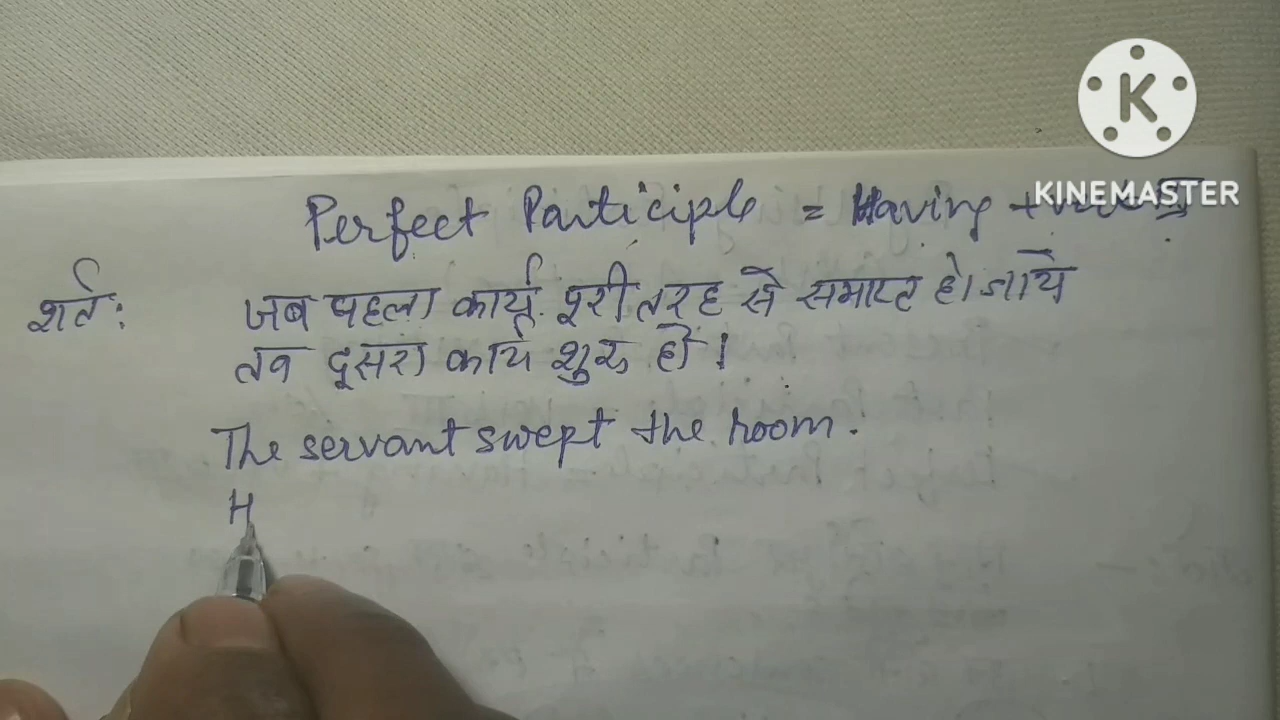 K
KINEMASTER
Perfect Participle = Having +
शर्त: जब पहला कार्य पूरी तरह से समाप्त हो जाये
तब दूसरा कार्य शुरू हो।
The servant swept the room.
H